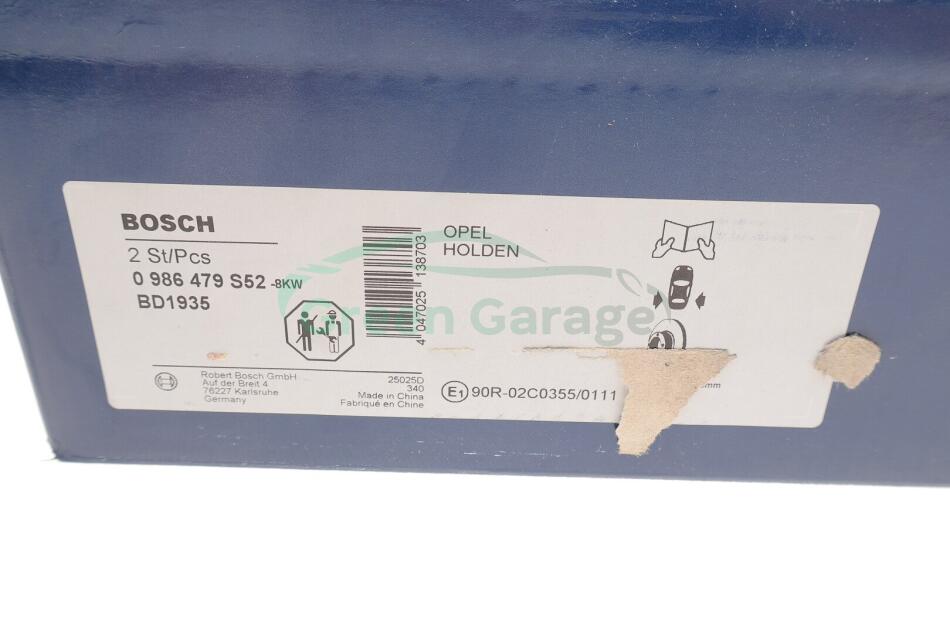 BOSCH
2 St/Pcs
0 986 479 S52 -8KW
BD1935
4 047025 138703
OPEL
HOLDEN
Green Garage
Robert Bosch GmbH
Auf der Breit 4
76227 Karlsruhe
Germany
25025D
340
Made in China
Fabriqué en Chine
E1 90R-02C0355/0111
mm